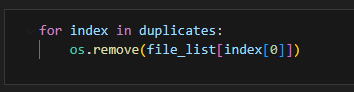 for index in duplicates:
    os.remove(file_list[index[0]])